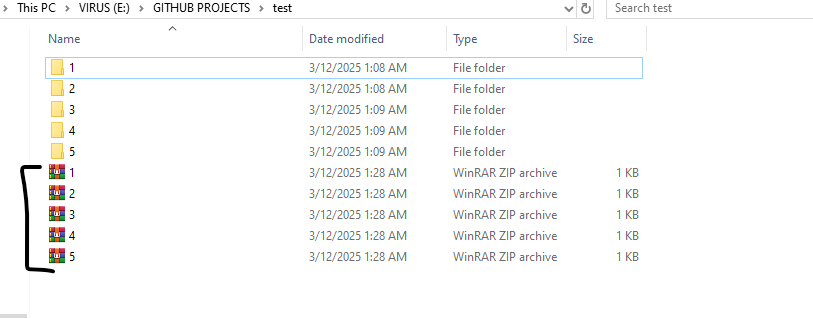 This PC > VIRUS (E:) > GITHUB PROJECTS > test Search test
Name Date modified Type Size
1 3/12/2025 1:08 AM File folder
2 3/12/2025 1:08 AM File folder
3 3/12/2025 1:09 AM File folder
4 3/12/2025 1:09 AM File folder
5 3/12/2025 1:09 AM File folder
1 3/12/2025 1:28 AM WinRAR ZIP archive 1 KB
2 3/12/2025 1:28 AM WinRAR ZIP archive 1 KB
3 3/12/2025 1:28 AM WinRAR ZIP archive 1 KB
4 3/12/2025 1:28 AM WinRAR ZIP archive 1 KB
5 3/12/2025 1:28 AM WinRAR ZIP archive 1 KB